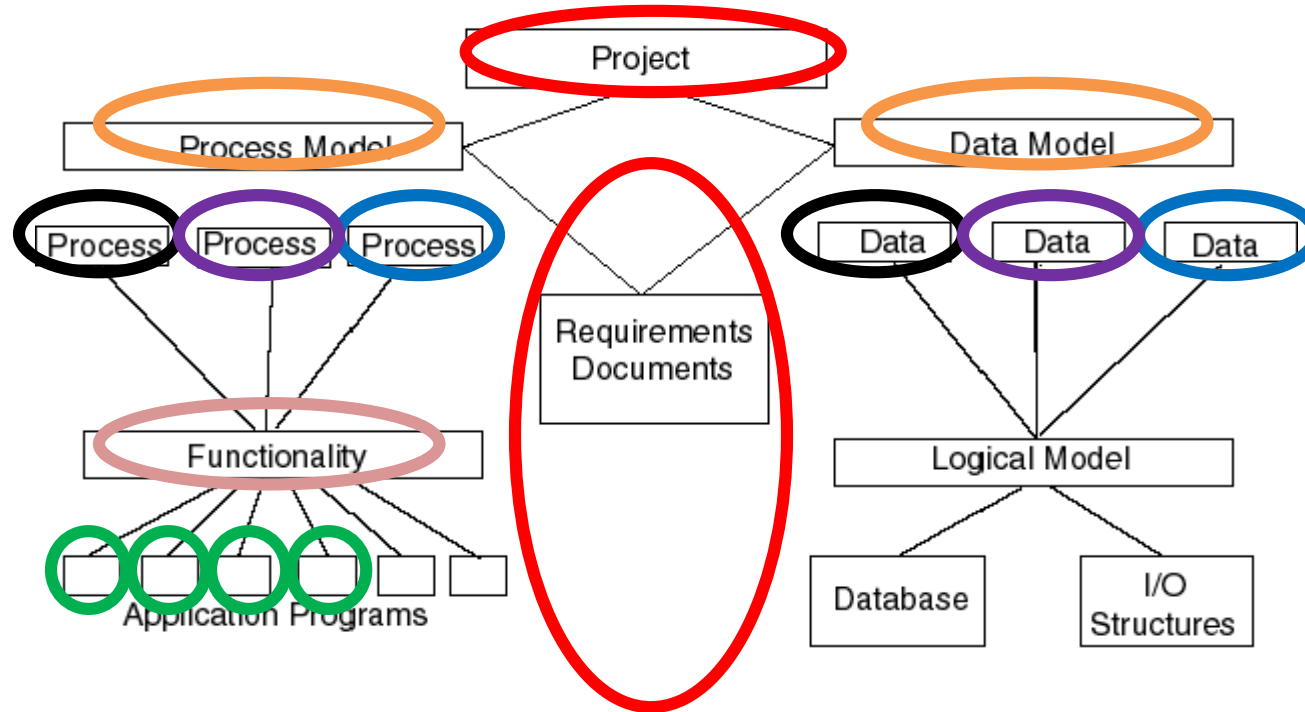 Project
Process Model
Data Model
Process
Process
Process
Data
Data
Data
Requirements
Documents
Functionality
Logical Model
Application Programs
Database
I/O
Structures